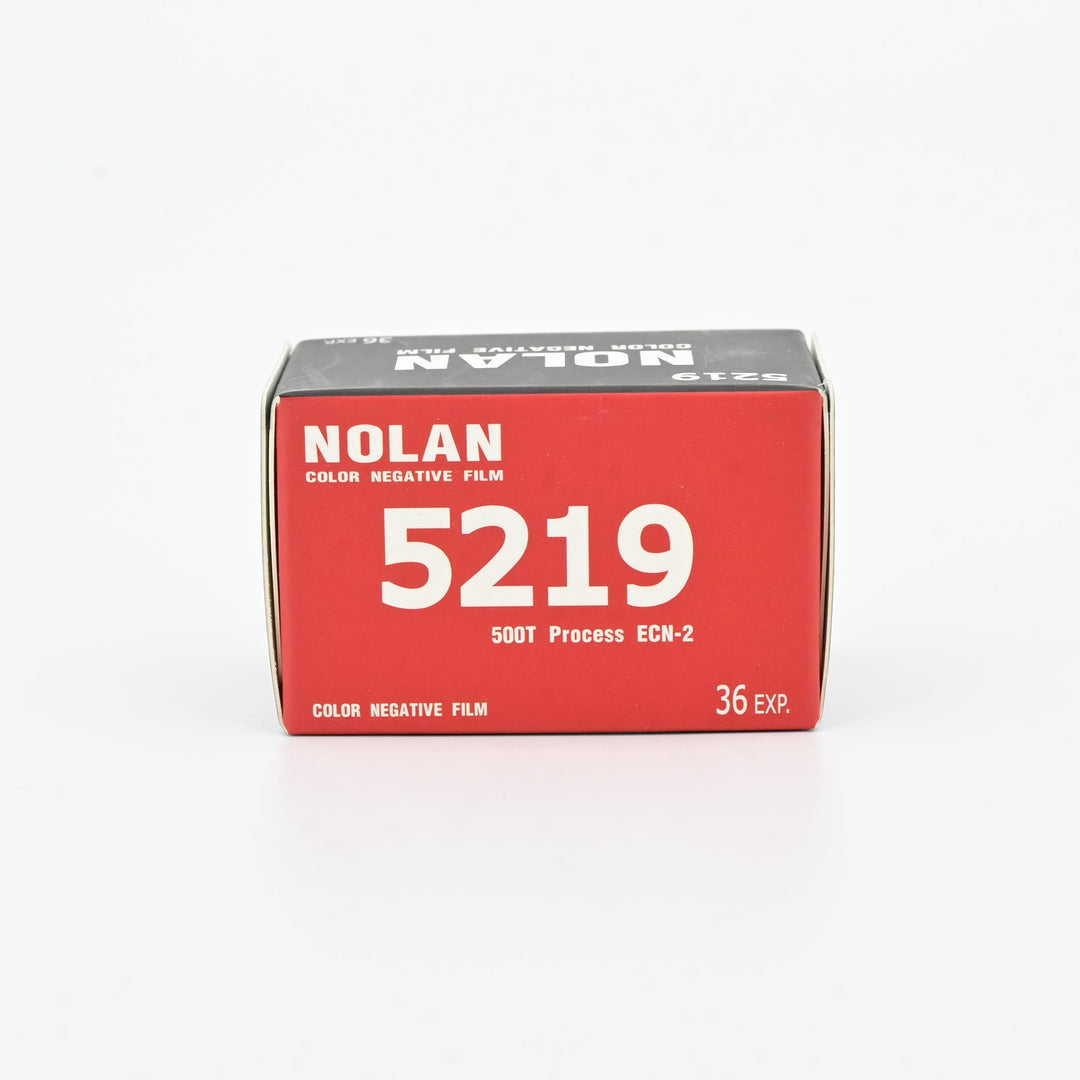 36 EXP.
NOLAN
COLOR NEGATIVE FILM
5219
NOLAN
COLOR NEGATIVE FILM
5219
500T Process ECN-2
COLOR NEGATIVE FILM
36 EXP.